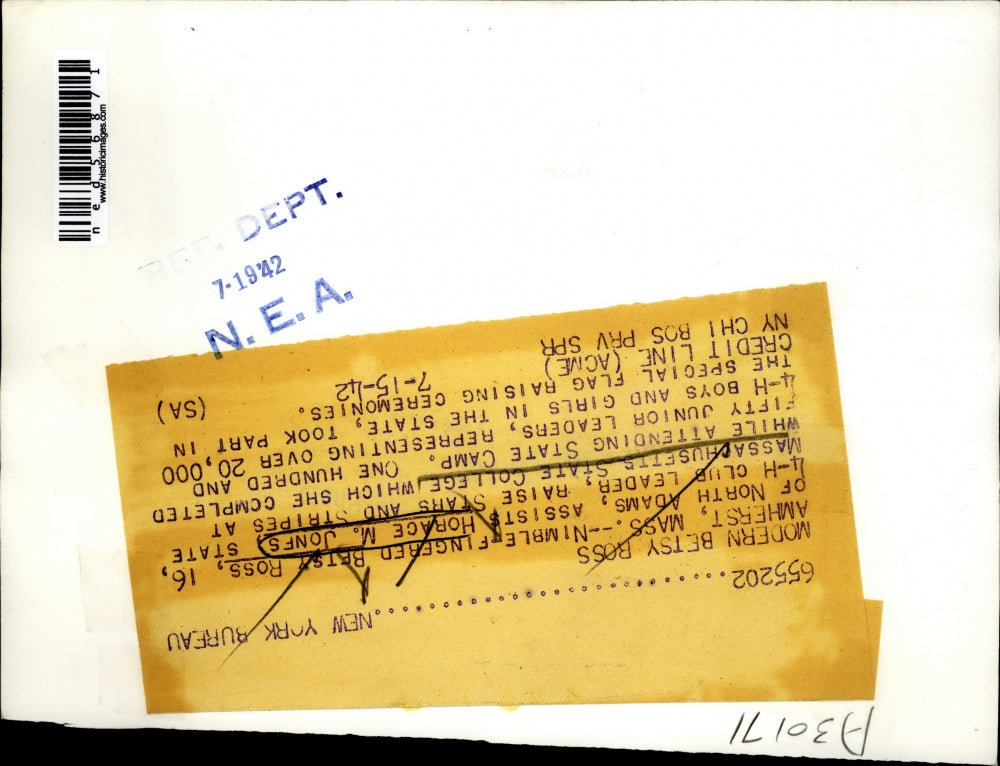 ned56871
www.historicimages.com
REF. DEPT.
7-19'42
N. E. A.
655202.......................NEW YORK BUREAU
MODERN BETSY ROSS
AMHERST, MASS.--NIMBLE FINGERED BETSY ROSS, 16,
OF NORTH ADAMS, ASSISTS HORACE M. JONES, STATE
4-H CLUB LEADER, RAISE STARS AND STRIPES AT
MASSACHUSETTS STATE COLLEGE WHICH SHE COMPLETED
WHILE ATTENDING STATE CAMP. ONE HUNDRED AND
FIFTY JUNIOR LEADERS, REPRESENTING OVER 20,000
4-H BOYS AND GIRLS IN THE STATE, TOOK PART IN
THE SPECIAL FLAG RAISING CEREMONIES.
CREDIT LINE (ACME) 7-15-42 (SA)
NY CHI BOS PRV SPR
A30171